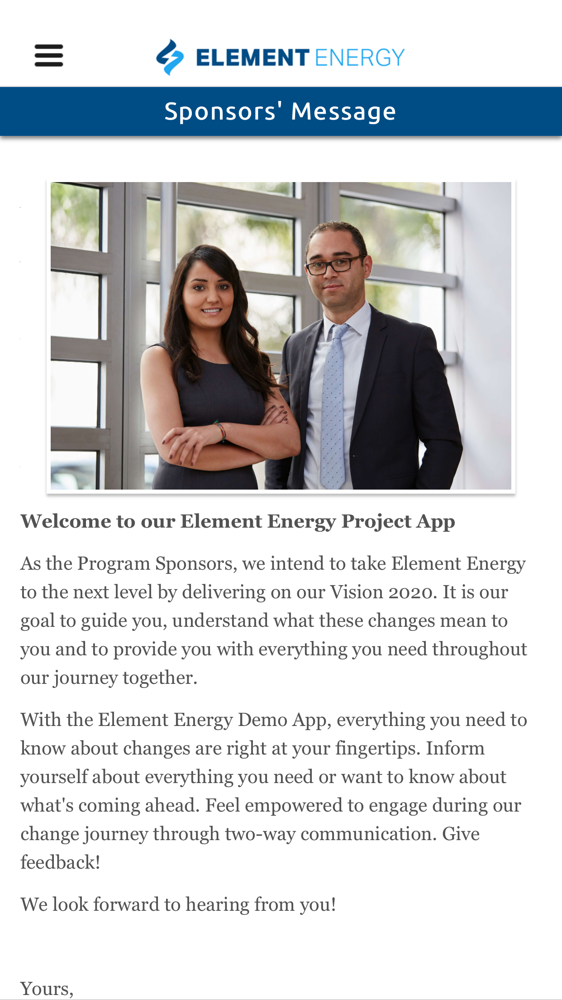 ELEMENT ENERGY
Sponsors' Message
Welcome to our Element Energy Project App
As the Program Sponsors, we intend to take Element Energy
to the next level by delivering on our Vision 2020. It is our
goal to guide you, understand what these changes mean to
you and to provide you with everything you need throughout
our journey together.
With the Element Energy Demo App, everything you need to
know about changes are right at your fingertips. Inform
yourself about everything you need or want to know about
what's coming ahead. Feel empowered to engage during our
change journey through two-way communication. Give
feedback!
We look forward to hearing from you!
Yours,